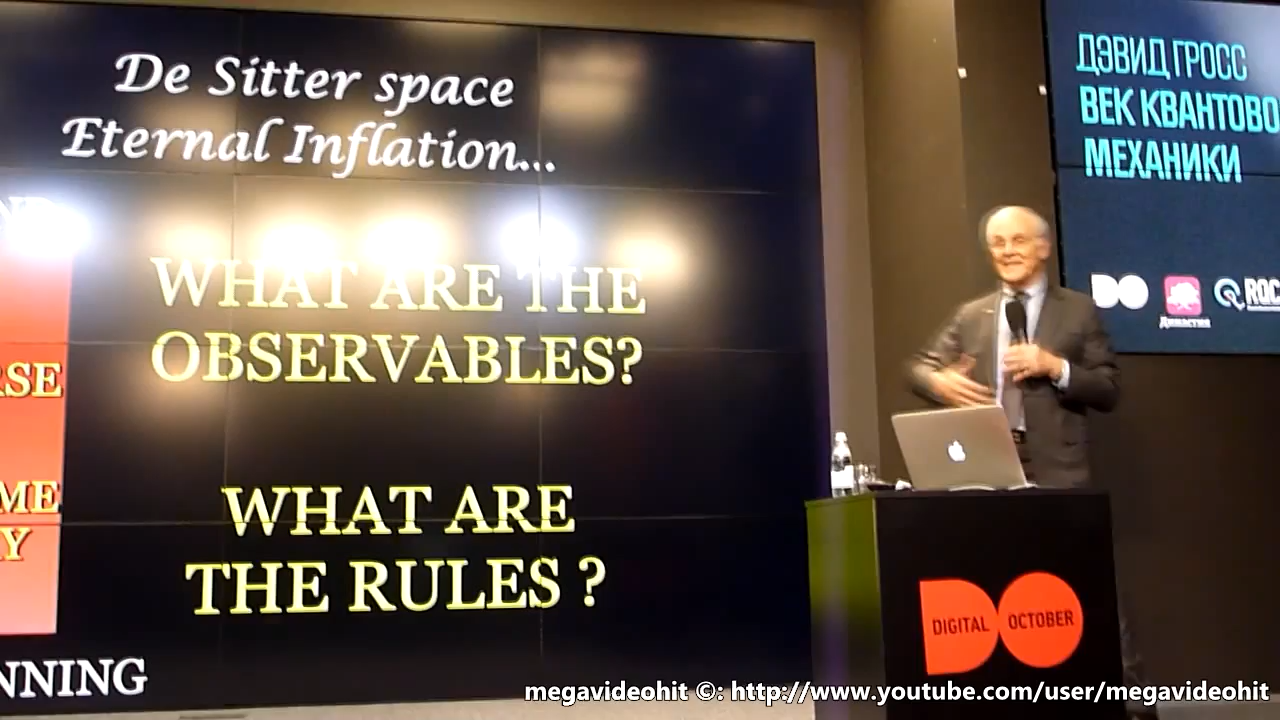 De Sitter space
Eternal Inflation...
WHAT ARE THE
OBSERVABLES?
WHAT ARE
THE RULES ?
RSE
ME
Y
NNING
ДЭВИД ГРОСС
ВЕК КВАНТОВО
МЕХАНИКИ
DO
Династия
ROC
DIGITAL OCTOBER
megavideohit ©: http://www.youtube.com/user/megavideohit